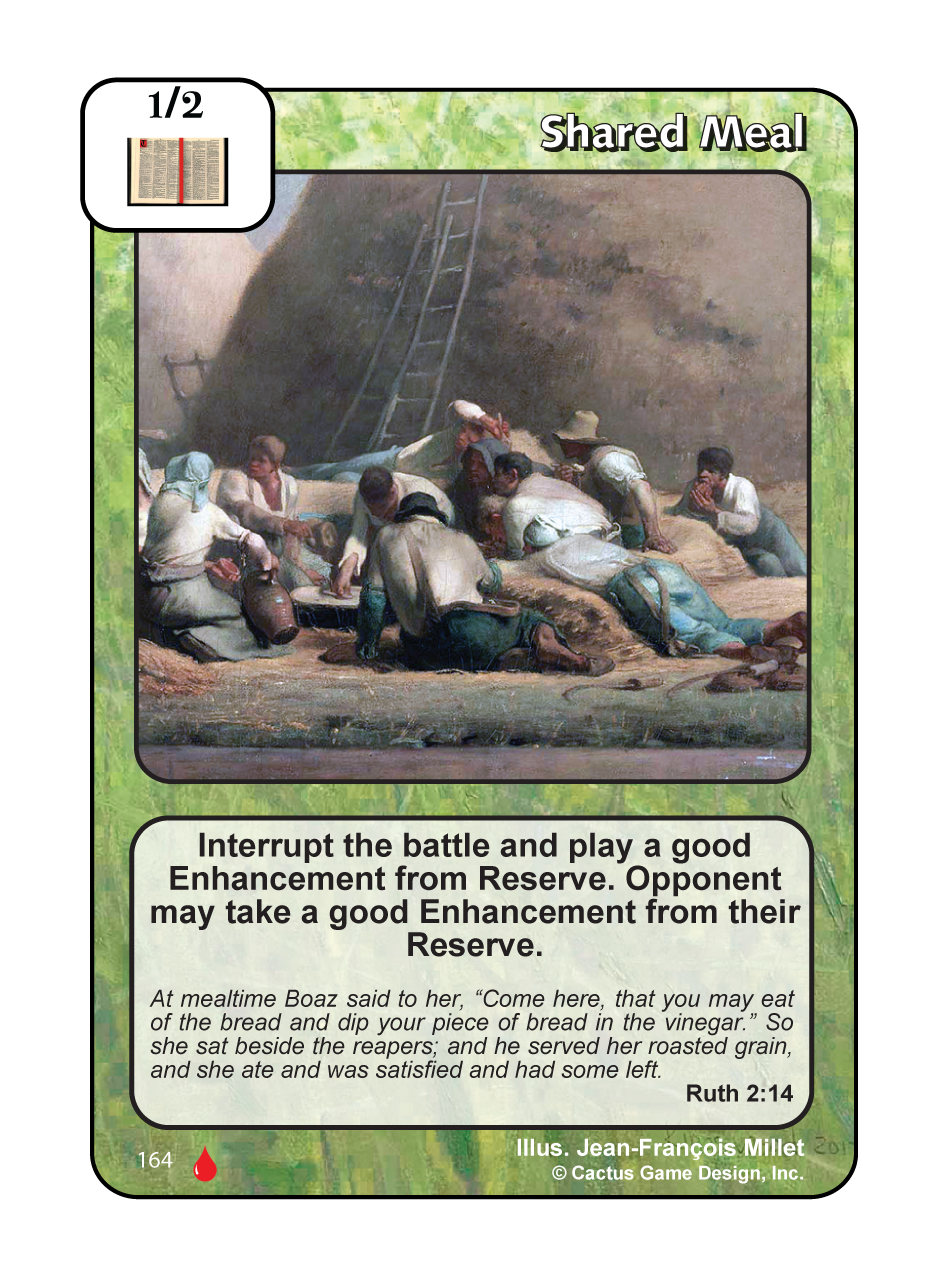 1/2
Shared Meal
Interrupt the battle and play a good
Enhancement from Reserve. Opponent
may take a good Enhancement from their
Reserve.
At mealtime Boaz said to her, “Come here, that you may eat
of the bread and dip your piece of bread in the vinegar.” So
she sat beside the reapers; and he served her roasted grain,
and she ate and was satisfied and had some left.
Ruth 2:14
164
Illus. Jean-François Millet
© Cactus Game Design, Inc.